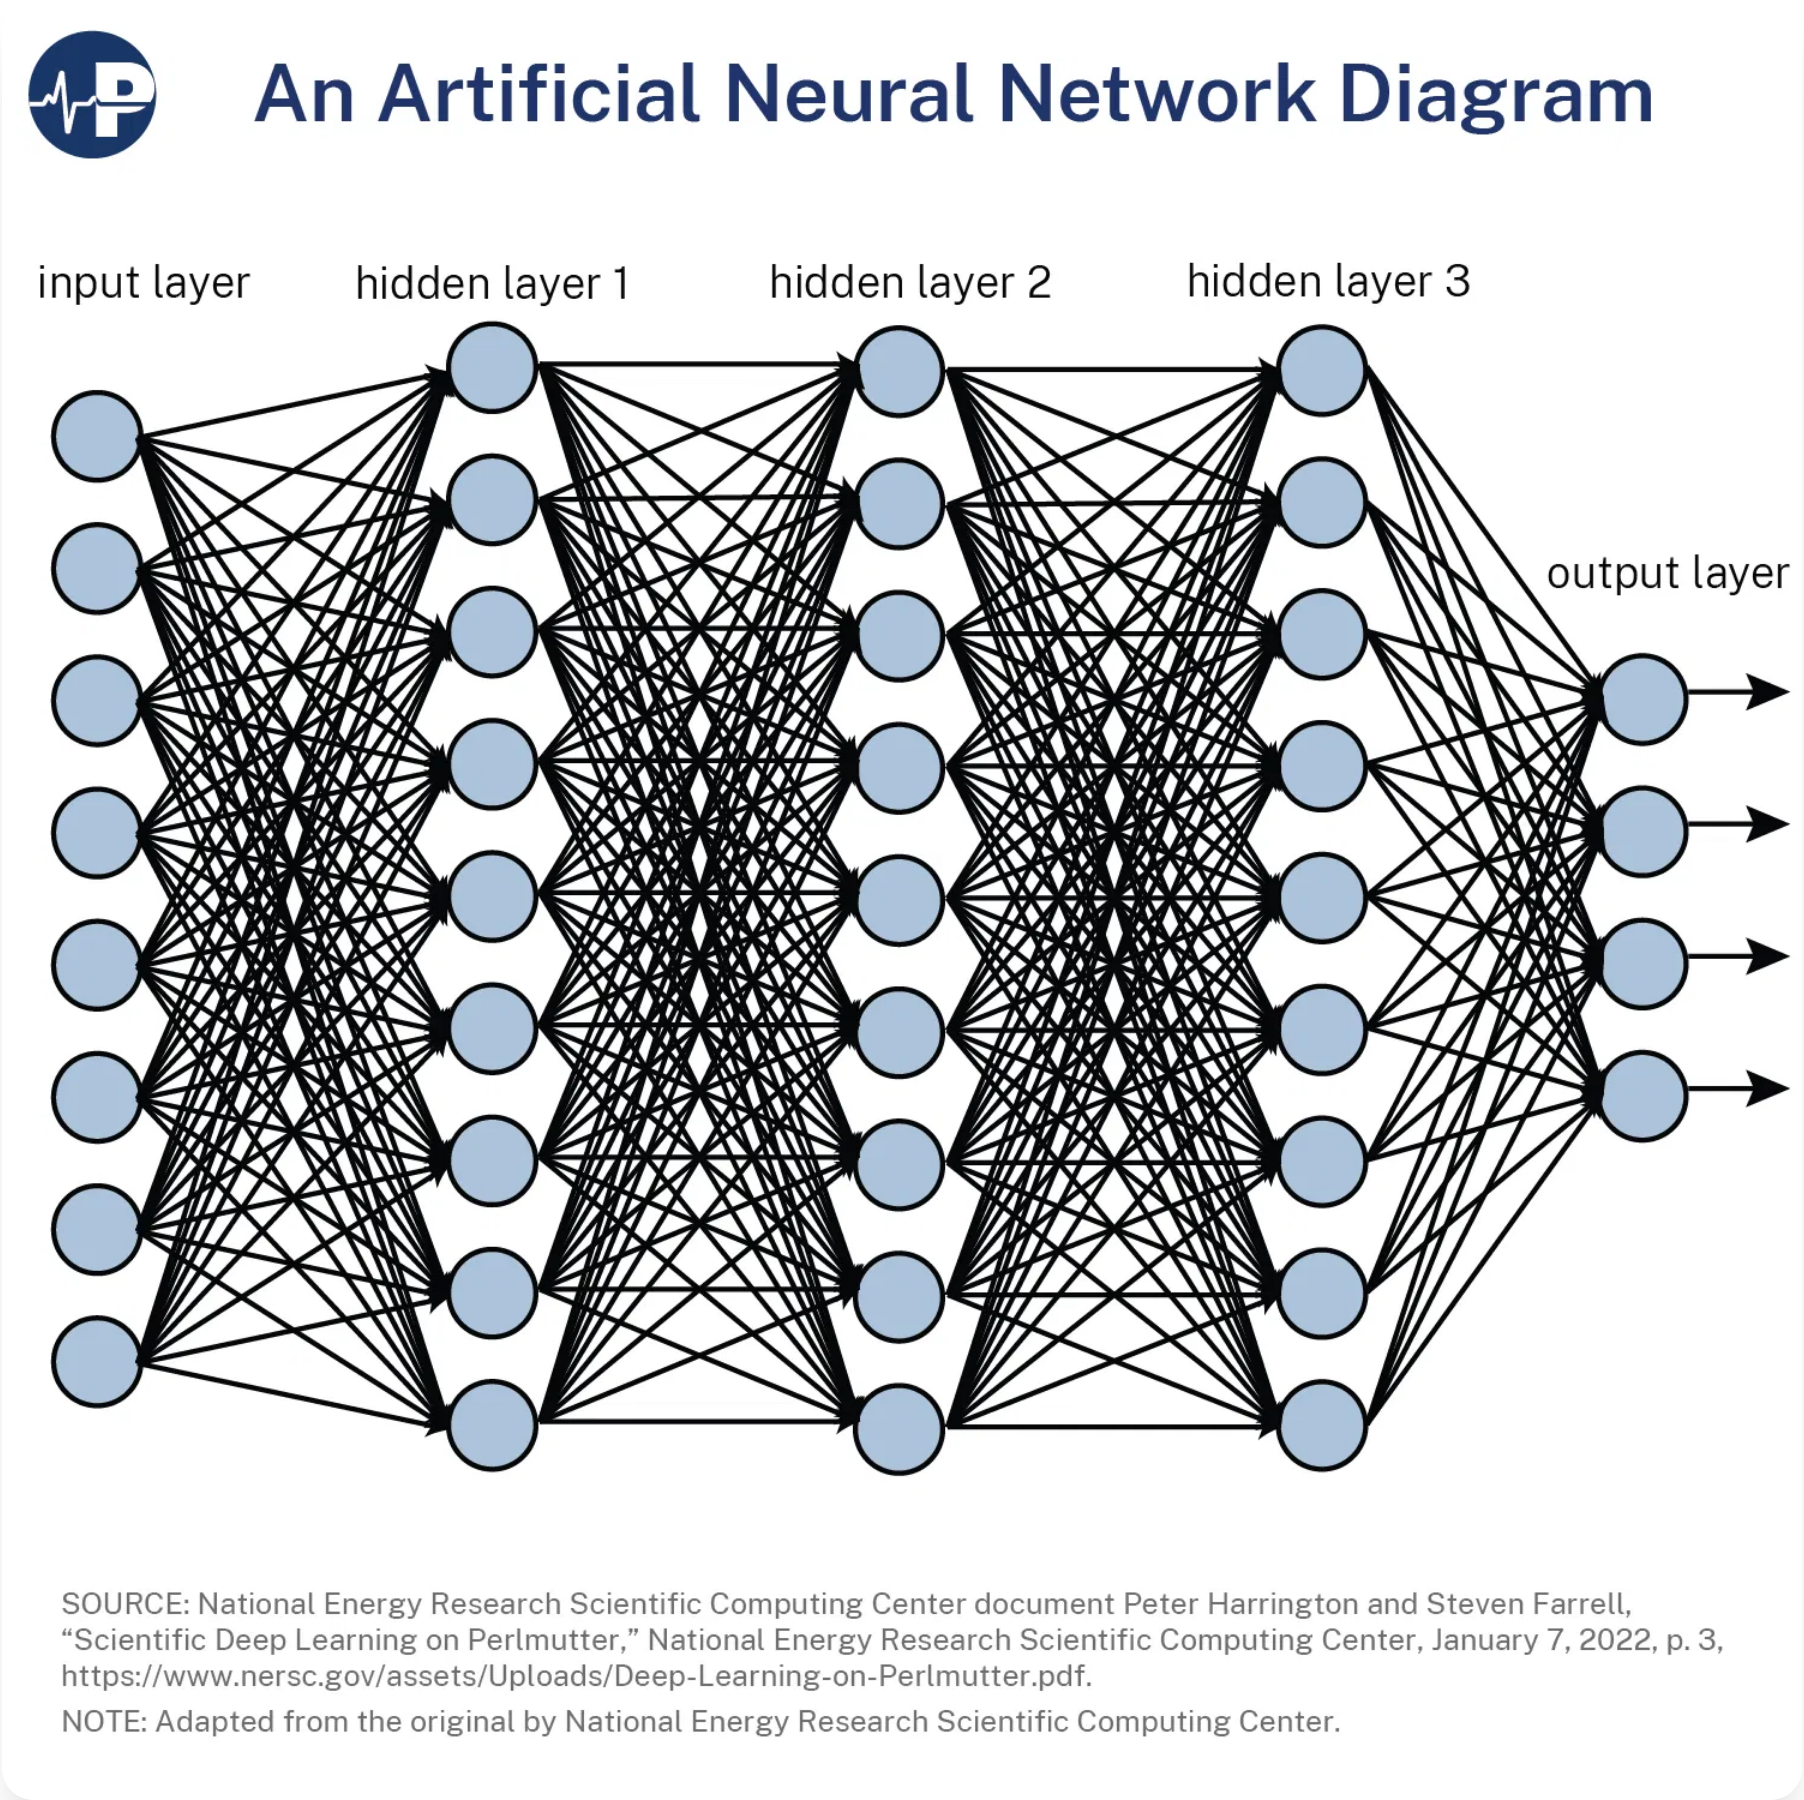 P
An Artificial Neural Network Diagram
input layer
hidden layer 1
hidden layer 2
hidden layer 3
output layer
SOURCE: National Energy Research Scientific Computing Center document Peter Harrington and Steven Farrell,
“Scientific Deep Learning on Perlmutter,” National Energy Research Scientific Computing Center, January 7, 2022, p. 3,
https://www.nersc.gov/assets/Uploads/Deep-Learning-on-Perlmutter.pdf.
NOTE: Adapted from the original by National Energy Research Scientific Computing Center.